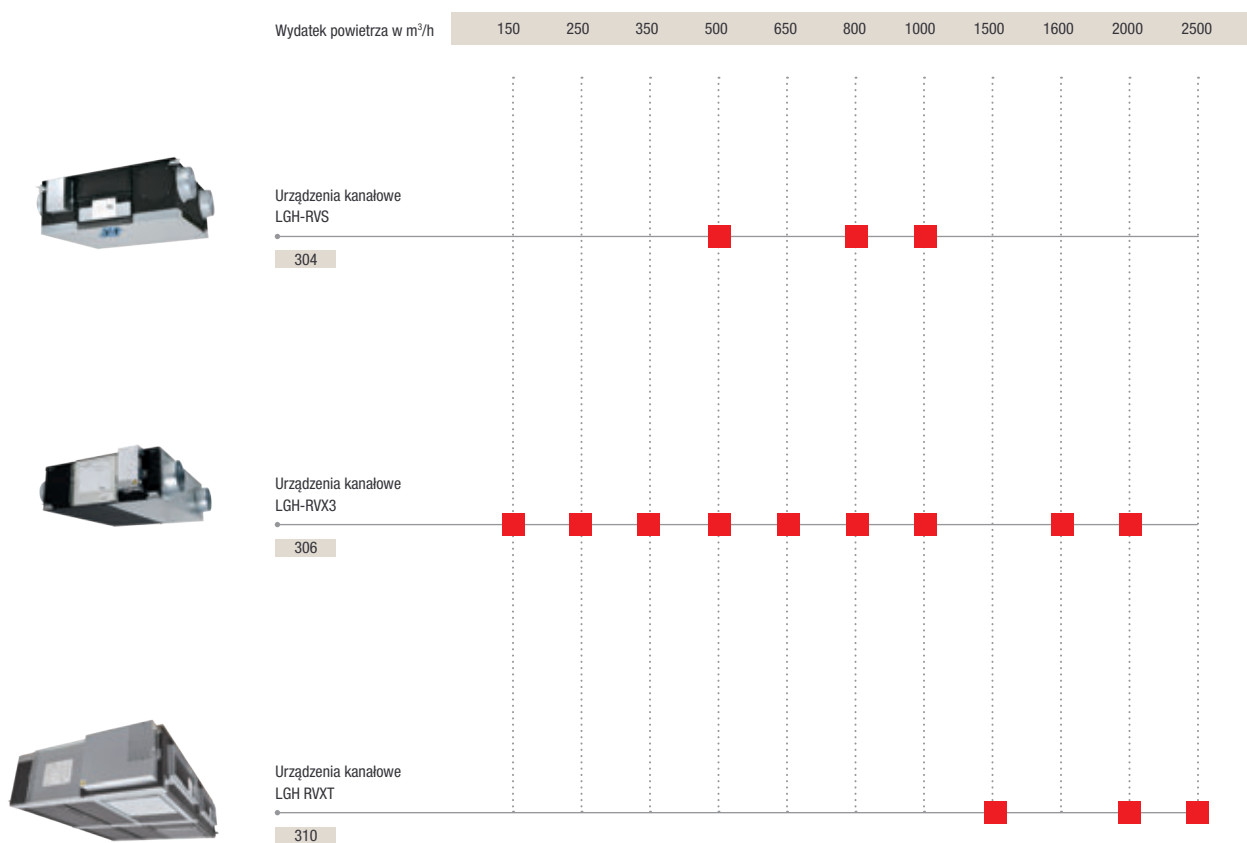 Wydatek powietrza w m³/h 150 250 350 500 650 800 1000 1500 1600 2000 2500
Urządzenia kanałowe
LGH-RVS
304
Urządzenia kanałowe
LGH-RVX3
306
Urządzenia kanałowe
LGH RVXT
310